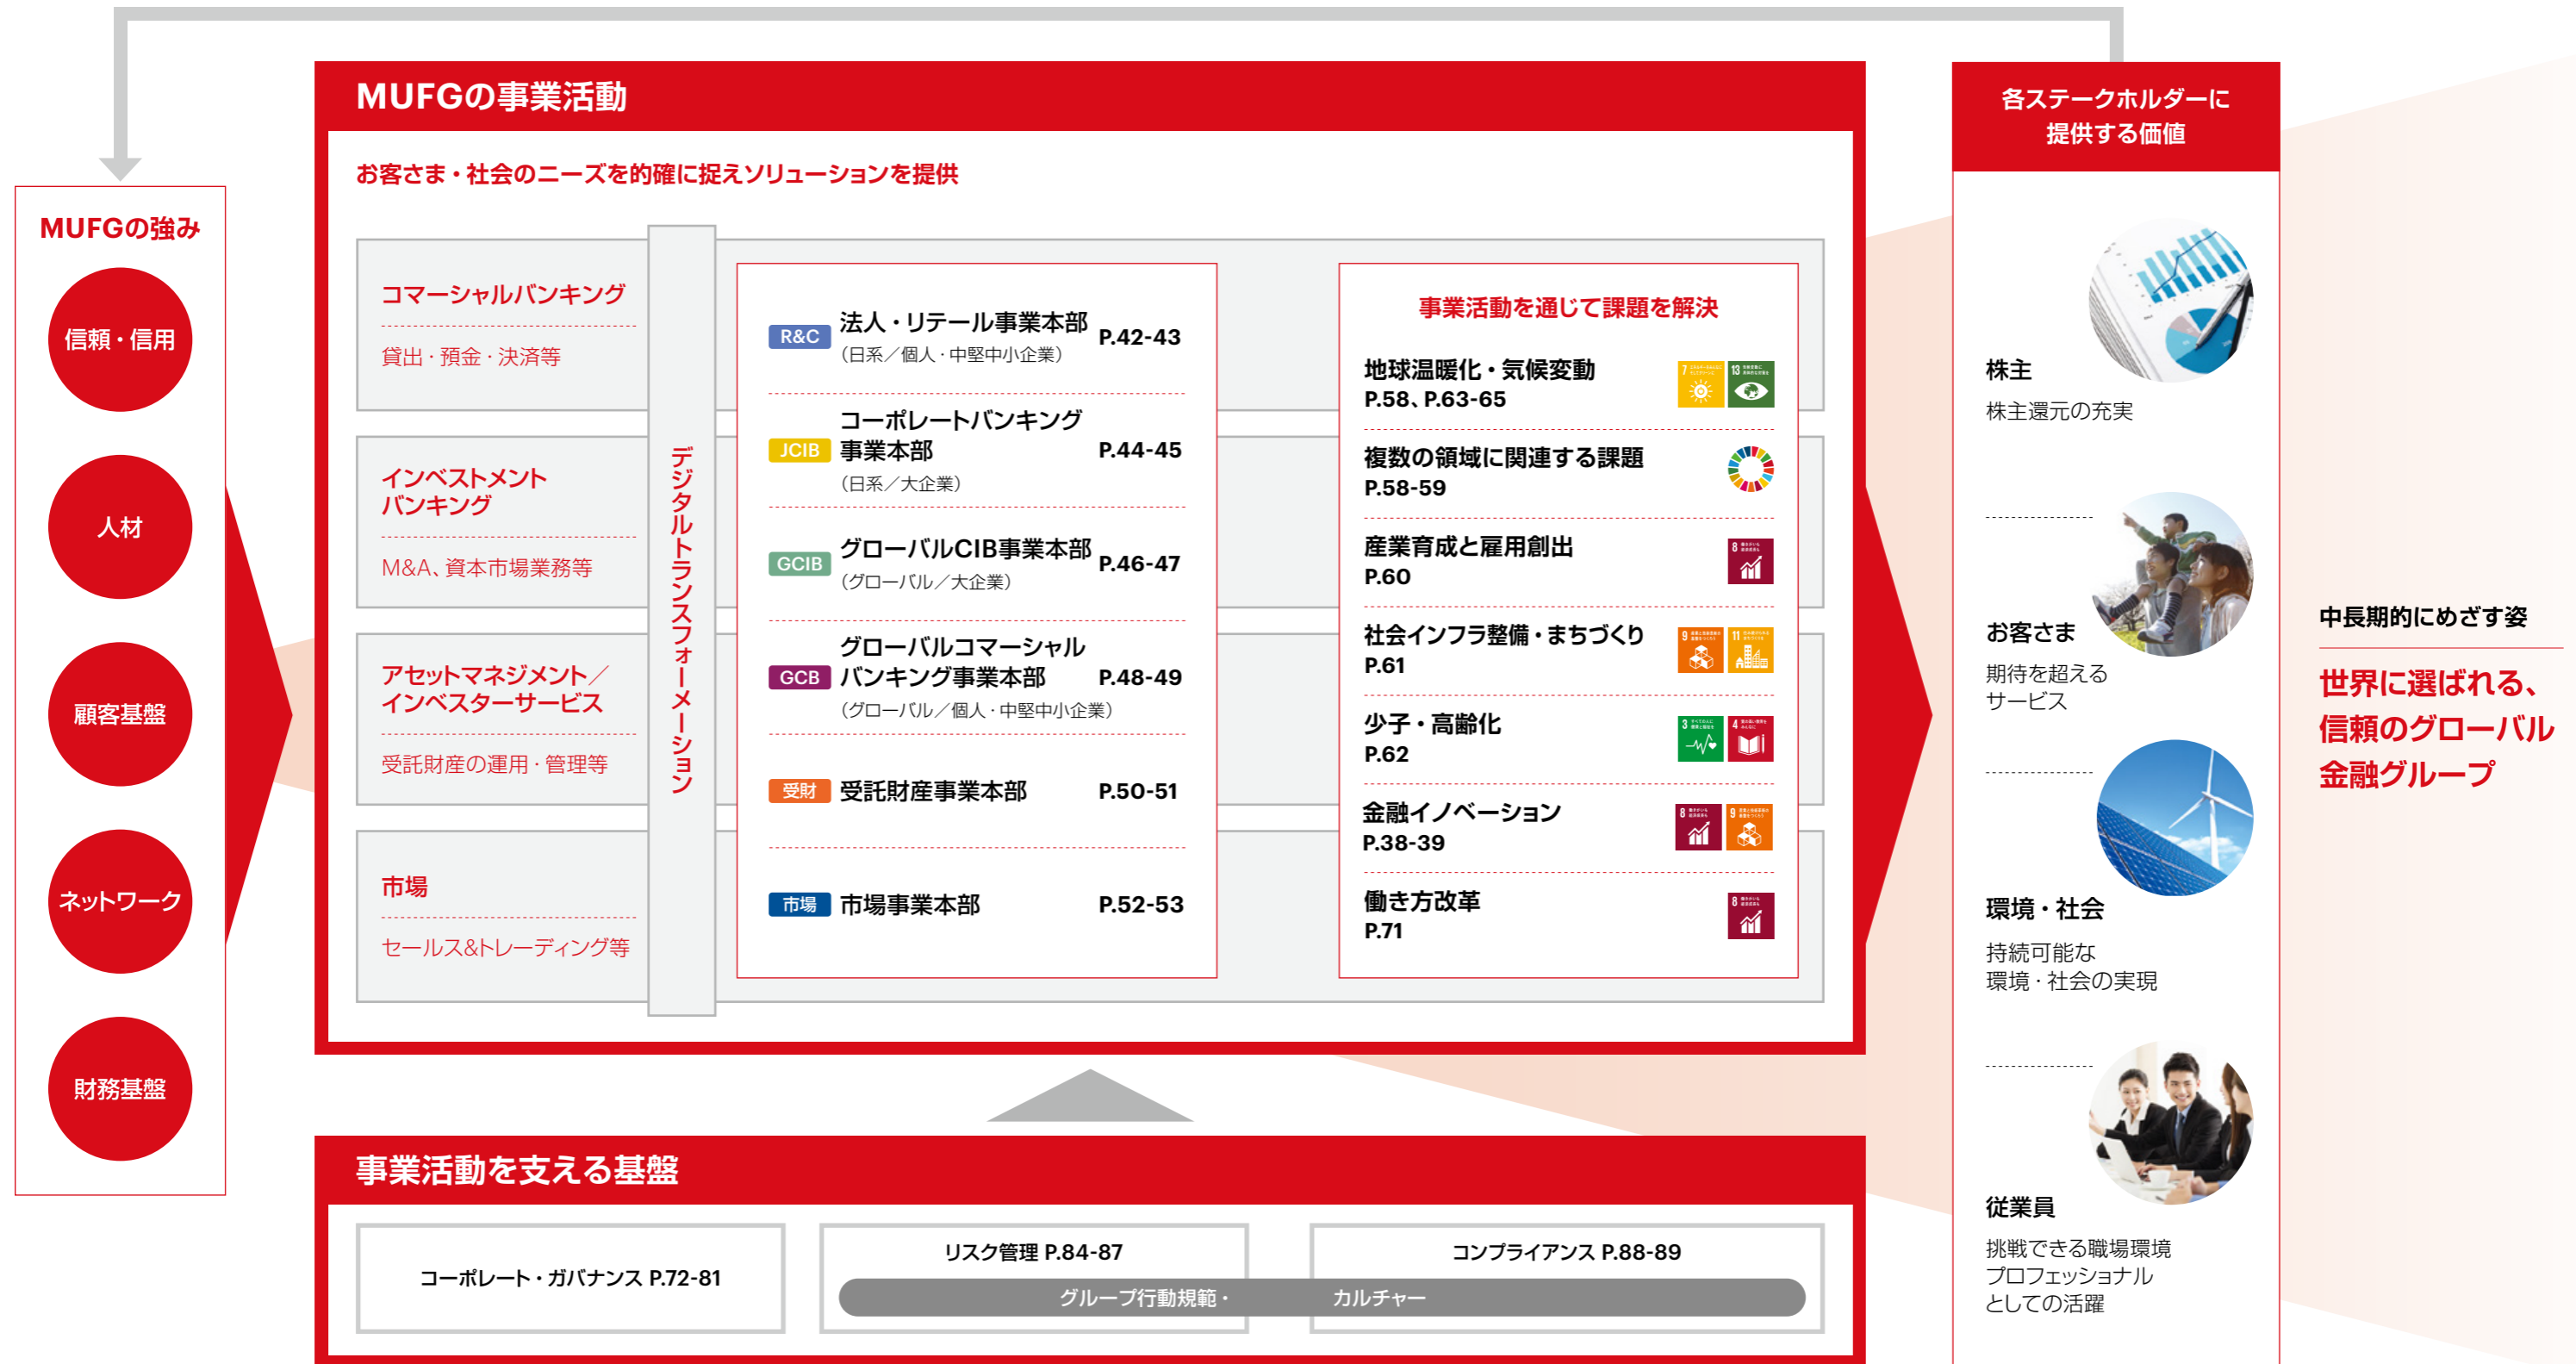 MUFGの強み
信頼・信用
人材
顧客基盤
ネットワーク
財務基盤
MUFGの事業活動
お客さま・社会のニーズを的確に捉えソリューションを提供
コマーシャルバンキング
貸出・預金・決済等
インベストメント
バンキング
M&A、資本市場業務等
アセットマネジメント／
インベスターサービス
受託財産の運用・管理等
市場
セールス&トレーディング等
デジタルトランスフォーメーション
R&C 法人・リテール事業本部 P.42-43
（日系／個人・中堅中小企業）
JCIB コーポレートバンキング
事業本部 P.44-45
（日系／大企業）
GCIB グローバルCIB事業本部 P.46-47
（グローバル／大企業）
GCB グローバルコマーシャル
バンキング事業本部 P.48-49
（グローバル／個人・中堅中小企業）
受財 受託財産事業本部 P.50-51
市場 市場事業本部 P.52-53
事業活動を通じて課題を解決
地球温暖化・気候変動
P.58、P.63-65
7
13
複数の領域に関連する課題
P.58-59
産業育成と雇用創出
P.60
8
社会インフラ整備・まちづくり
P.61
9
11
少子・高齢化
P.62
3
4
金融イノベーション
P.38-39
8
9
働き方改革
P.71
8
事業活動を支える基盤
コーポレート・ガバナンス P.72-81
リスク管理 P.84-87
コンプライアンス P.88-89
グループ行動規範・ カルチャー
各ステークホルダーに
提供する価値
株主
株主還元の充実
お客さま
期待を超える
サービス
環境・社会
持続可能な
環境・社会の実現
従業員
挑戦できる職場環境
プロフェッショナル
としての活躍
中長期的にめざす姿
世界に選ばれる、
信頼のグローバル
金融グループ